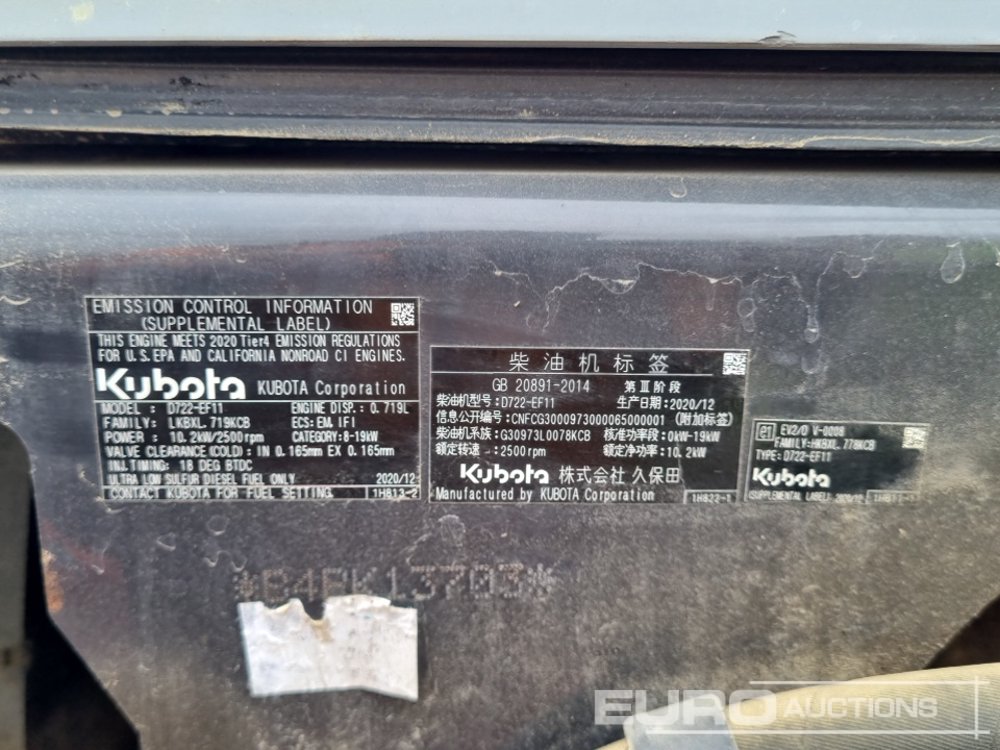 EMISSION CONTROL INFORMATION
(SUPPLEMENTAL LABEL)
THIS ENGINE MEETS 2020 Tier4 EMISSION REGULATIONS
FOR U.S. EPA AND CALIFORNIA NONROAD CI ENGINES.
Kubota KUBOTA Corporation
MODEL: D722-EF11 ENGINE DISP.: 0.719L
FAMILY: LKBXL.719KCB ECS: EM, IFI
POWER: 10.2kW/2500rpm CATEGORY: 8-19kW
VALVE CLEARANCE(COLD): IN 0.165mm EX 0.165mm
INJ.TIMING: 18 DEG BTDC
ULTRA LOW SULFUR DIESEL FUEL ONLY 2020/12
CONTACT KUBOTA FOR FUEL SETTING. 1H813-2
柴油机标签
GB 20891-2014 第Ⅲ阶段
柴油机型号: D722-EF11 生产日期: 2020/12
信息公开编号: CNFCG3000973000065000001 (附加标签)
柴油机系族: G30973L0078KCB 核准功率段: 0kW-19kW
额定转速: 2500rpm 额定净功率: 10.2kW
Kubota 株式会社 久保田
Manufactured by KUBOTA Corporation 1H822-1
e1 EV2/0 V-0008
FAMILY: HKBXL.778KCB
TYPE: D722-EF11
Kubota
(SUPPLEMENTAL LABEL) 2020/12
*B4PK13703*
EURO AUCTIONS